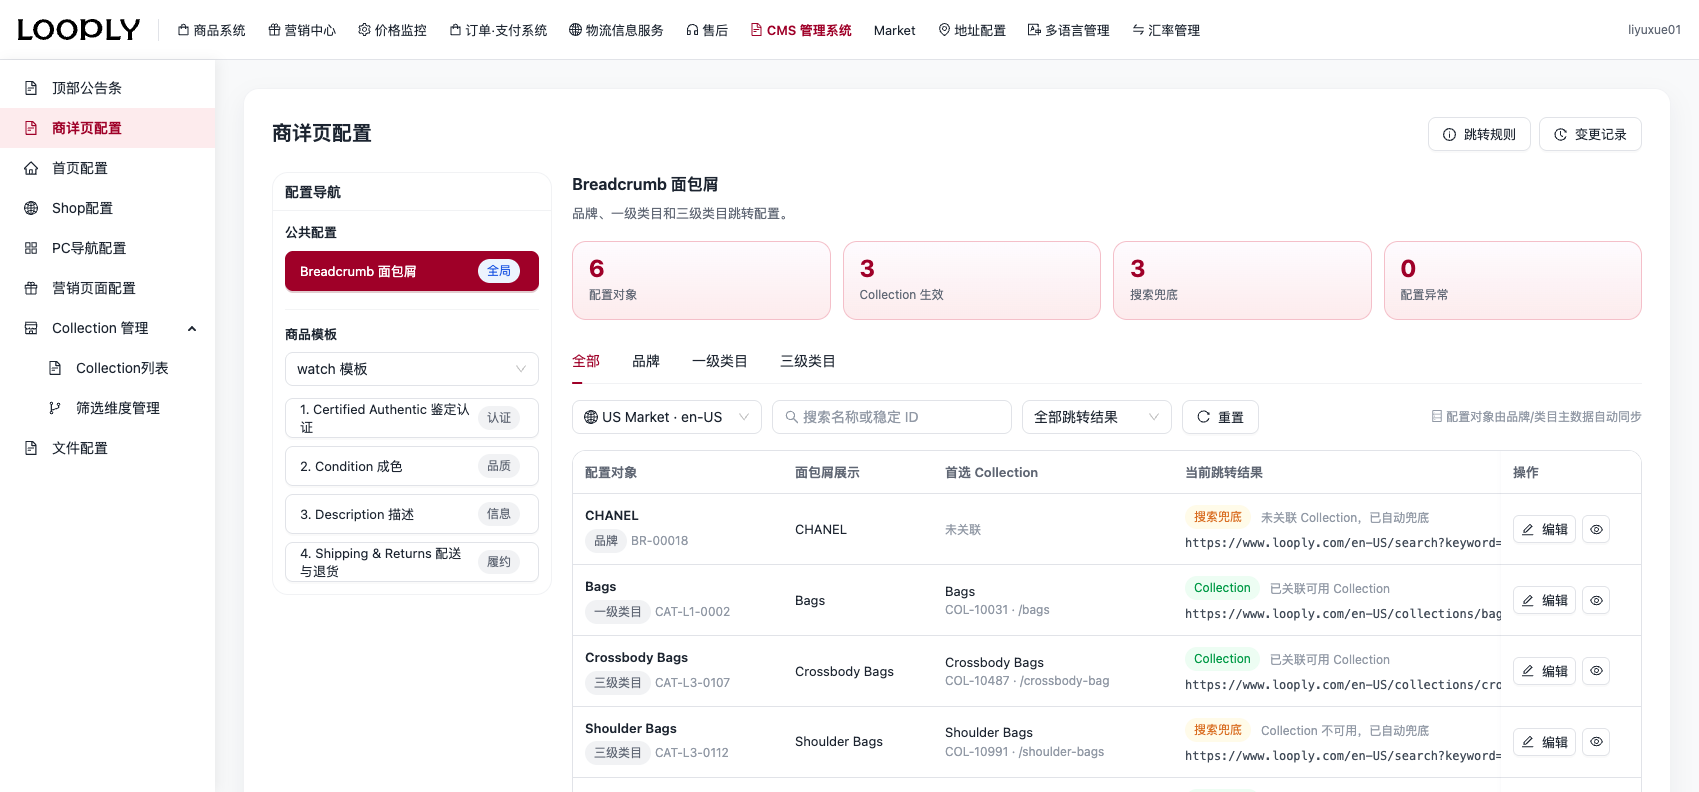 LOOPLY
商品系统
营销中心
价格监控
订单·支付系统
物流信息服务
售后
CMS 管理系统
Market
地址配置
多语言管理
汇率管理
liyuxue01
顶部公告条
商详页配置
首页配置
Shop配置
PC导航配置
营销页面配置
Collection 管理
Collection列表
筛选维度管理
文件配置
商详页配置
跳转规则
变更记录
配置导航
公共配置
Breadcrumb 面包屑
全局
商品模板
watch 模板
1. Certified Authentic 鉴定认
证
认证
2. Condition 成色
品质
3. Description 描述
信息
4. Shipping & Returns 配送
与退货
履约
Breadcrumb 面包屑
品牌、一级类目和三级类目跳转配置。
6
配置对象
3
Collection 生效
3
搜索兜底
0
配置异常
全部
品牌
一级类目
三级类目
US Market · en-US
搜索名称或稳定 ID
全部跳转结果
重置
配置对象由品牌/类目主数据自动同步
配置对象
面包屑展示
首选 Collection
当前跳转结果
操作
CHANEL
品牌 BR-00018
CHANEL
未关联
搜索兜底 未关联 Collection，已自动兜底
https://www.looply.com/en-US/search?keyword=
编辑
Bags
一级类目 CAT-L1-0002
Bags
Bags
COL-10031 · /bags
Collection 已关联可用 Collection
https://www.looply.com/en-US/collections/bag
编辑
Crossbody Bags
三级类目 CAT-L3-0107
Crossbody Bags
Crossbody Bags
COL-10487 · /crossbody-bag
Collection 已关联可用 Collection
https://www.looply.com/en-US/collections/cro
编辑
Shoulder Bags
三级类目 CAT-L3-0112
Shoulder Bags
Shoulder Bags
COL-10991 · /shoulder-bags
搜索兜底 Collection 不可用，已自动兜底
https://www.looply.com/en-US/search?keyword=
编辑